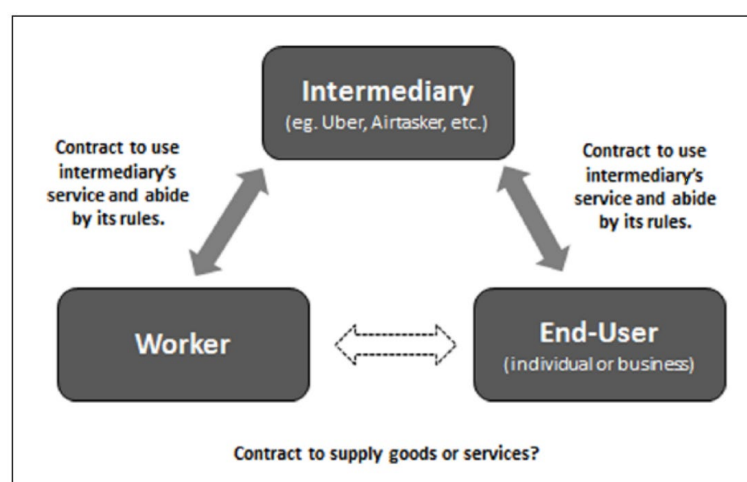 Intermediary
(eg. Uber, Airtasker, etc.)
Contract to use
intermediary's
service and abide
by its rules.
Contract to use
intermediary's
service and abide
by its rules.
Worker
End-User
(individual or business)
Contract to supply goods or services?